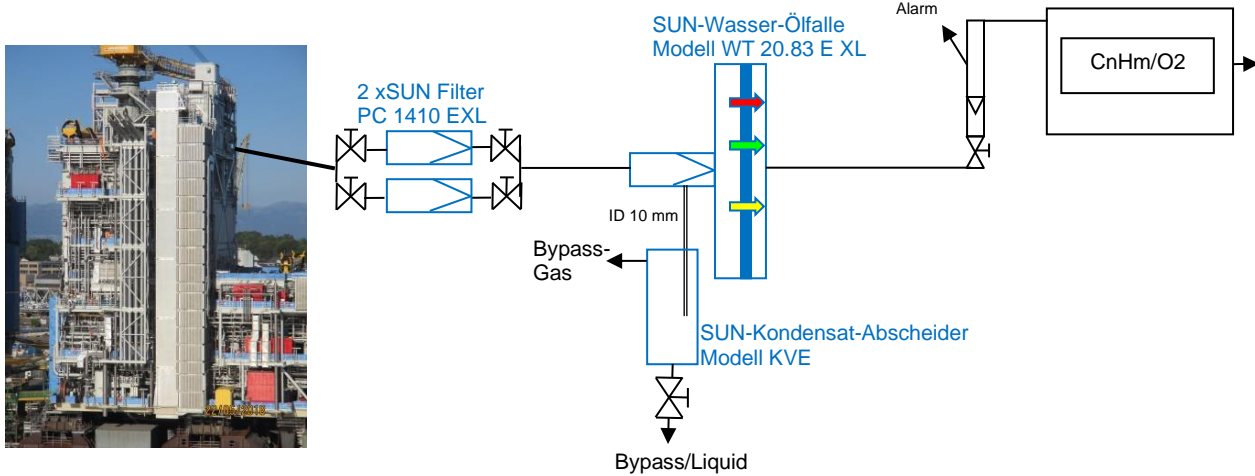 Alarm
SUN-Wasser-Ölfalle
Modell WT 20.83 E XL
CnHm/O2
2 xSUN Filter
PC 1410 EXL
ID 10 mm
Bypass-
Gas
SUN-Kondensat-Abscheider
Modell KVE
Bypass/Liquid